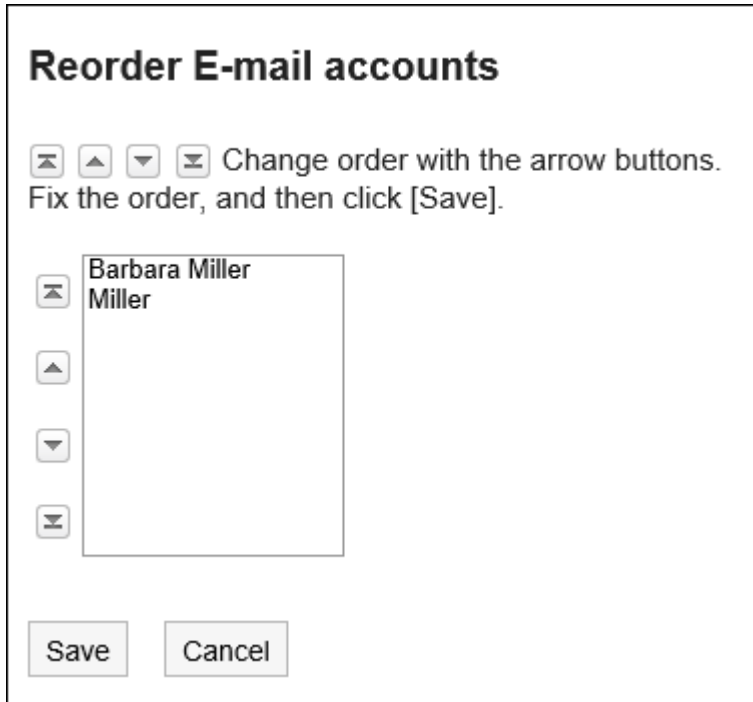 Reorder E-mail accounts
Change order with the arrow buttons.
Fix the order, and then click [Save].
Barbara Miller
Miller
Save
Cancel